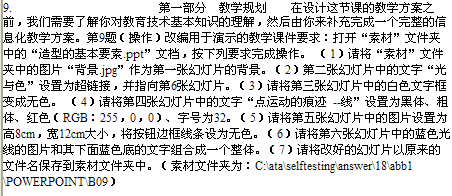 9.                第一部分　教学规划　　在设计这节课的教学方案之
前，我们需要了解你对教育技术基本知识的理解，然后由你来补充完成一个完整的信
息化教学方案。第9题（操作）改编用于演示的教学课件要求：打开“素材”文件夹
中的“造型的基本要素.ppt”文档，按下列要求完成操作。（1）请将“素材”文件
夹中的图片“背景.jpg”作为第一张幻灯片的背景。（2）第二张幻灯片中的文字“光
与色”设置为超链接，并指向第6张幻灯片。（3）请将第三张幻灯片中的白色文字框
变成无色。（4）请将第四张幻灯片中的文字“点运动的痕迹 --线”设置为黑体、粗
体、红色（RGB：255，0，0）、字号为32。（5）请将第五张幻灯片中的图片设置为
高8cm，宽12cm大小，将按钮边框线条设为无色。（6）请将第六张幻灯片中的蓝色光
线的图片和其下面蓝色底的文字组合成一个整体。（7）请将改好的幻灯片以原来的
文件名保存到素材文件夹中。（素材文件夹为：C:\ata\selftesting\answer\18\abb1
\POWERPOINT\B09）